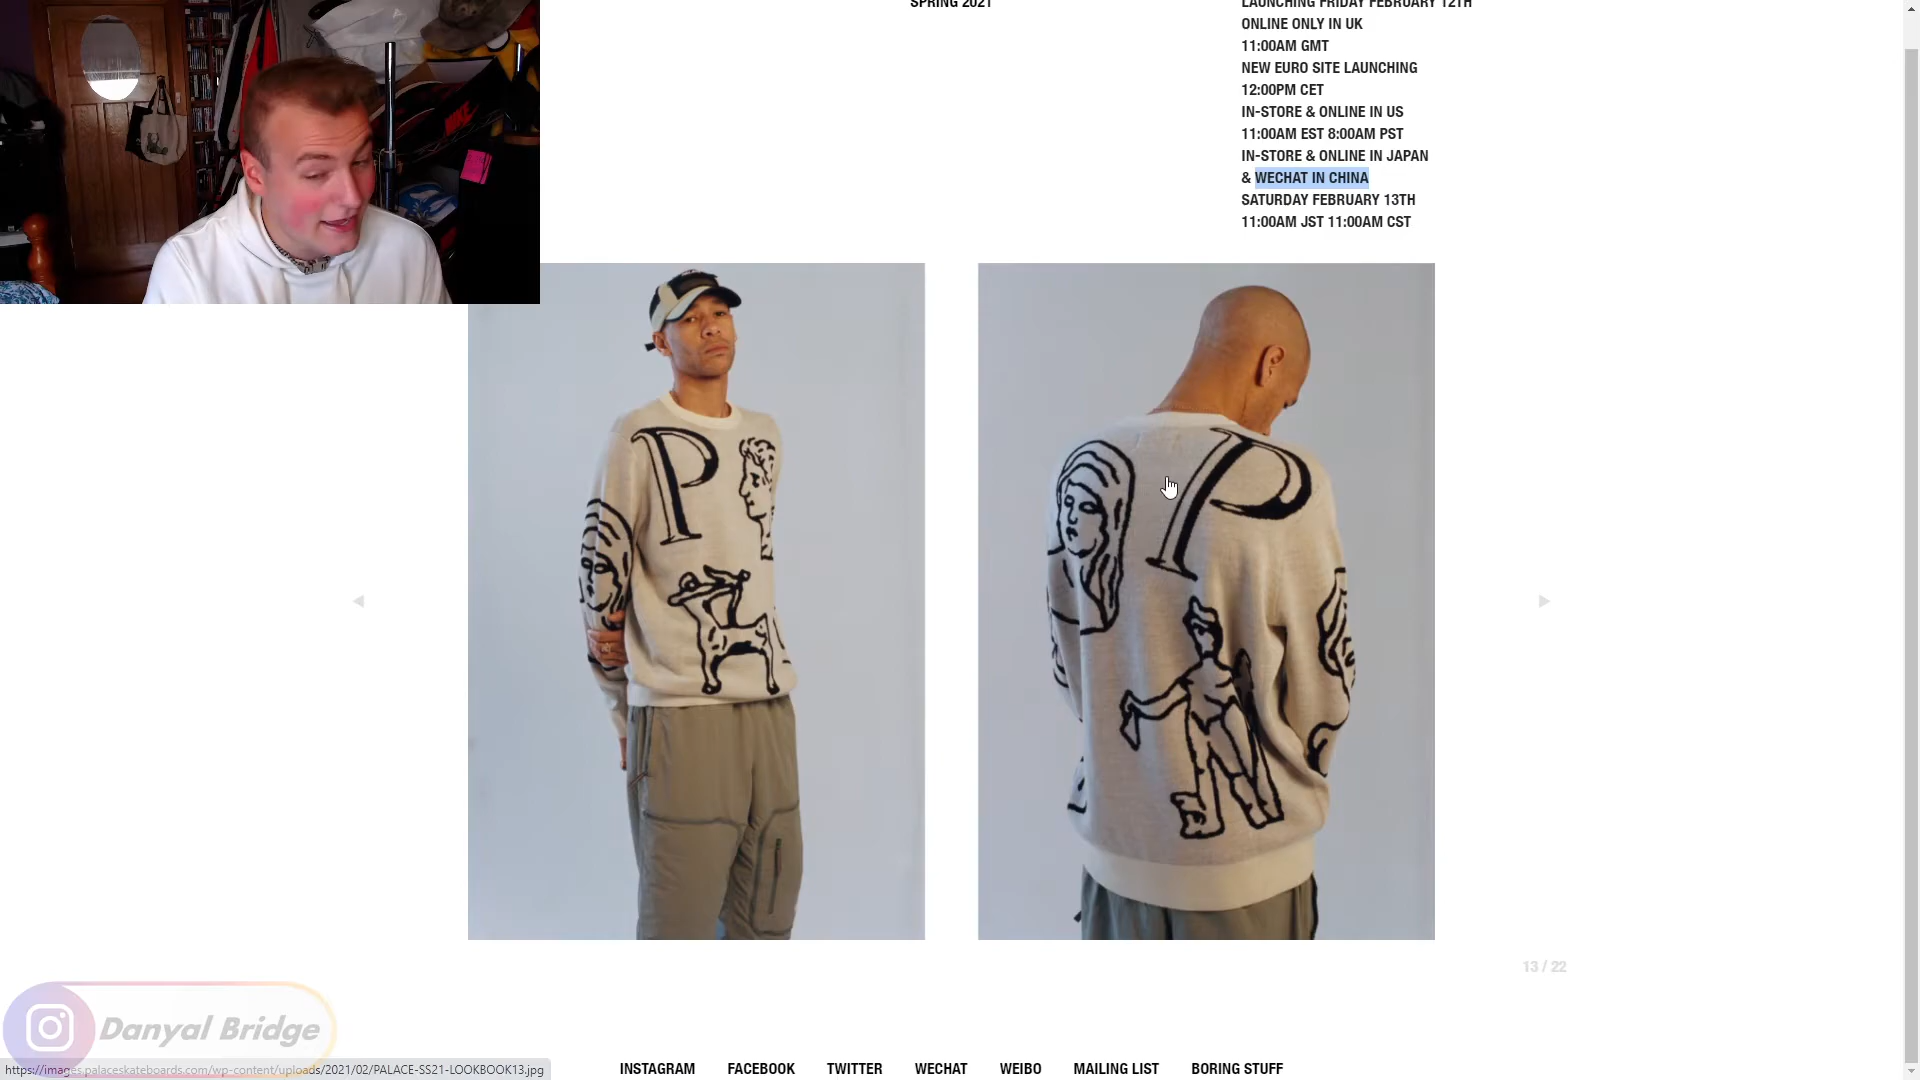 SPRING 2021
LAUNCHING FRIDAY FEBRUARY 12TH
ONLINE ONLY IN UK
11:00AM GMT
NEW EURO SITE LAUNCHING
12:00PM CET
IN-STORE & ONLINE IN US
11:00AM EST 8:00AM PST
IN-STORE & ONLINE IN JAPAN
& WECHAT IN CHINA
SATURDAY FEBRUARY 13TH
11:00AM JST 11:00AM CST
NIKE
P
P
13 / 22
Danyal Bridge
INSTAGRAM FACEBOOK TWITTER WECHAT WEIBO MAILING LIST BORING STUFF
https://images.palaceskateboards.com/wp-content/uploads/2021/02/PALACE-SS21-LOOKBOOK13.jpg